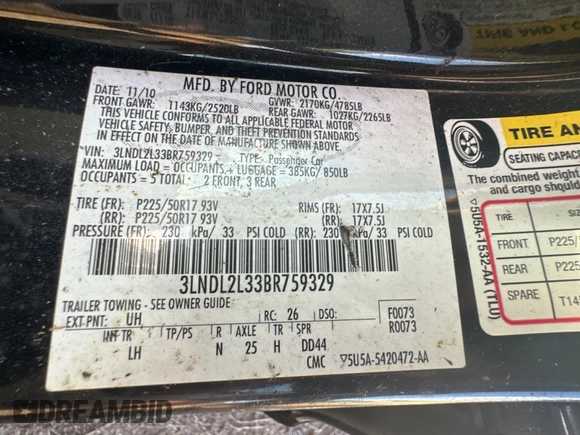 MFD. BY FORD MOTOR CO.
DATE: 11/10
GVWR: 2170KG/4785LB
FRONT GAWR: 1143KG/2520LB
REAR GAWR: 1027KG/2265LB
THIS VEHICLE CONFORMS TO ALL APPLICABLE FEDERAL MOTOR
VEHICLE SAFETY, BUMPER, AND THEFT PREVENTION STANDARDS
IN EFFECT ON THE DATE OF MANUFACTURE SHOWN ABOVE.
VIN: 3LNDL2L33BR759329 TYPE: Passenger Car
MAXIMUM LOAD = OCCUPANTS + LUGGAGE = 385KG/ 850LB
OCCUPANTS = 5 TOTAL: 2 FRONT, 3 REAR
TIRE (FR): P225/50R17 93V RIMS (FR): 17X7.5J
(RR): P225/50R17 93V (RR): 17X7.5J
PRESSURE (FR): 230 kPa/ 33 PSI COLD (RR): 230 kPa/33 PSI COLD
3LNDL2L33BR759329
TRAILER TOWING - SEE OWNER GUIDE
EXT PNT: UH RC: 26 DSO: F0073
R0073
INT TR TP/PS R AXLE TR SPR
LH N 25 H DD44
CMC ▽5U5A-5420472-AA
TIRE AN
SEATING CAPACI
The combined weight
and cargo should
TIRE SI
FRONT P225/
REAR P225
SPARE T14
▽5U5A-1532-AA (TLU)
DREAMBID